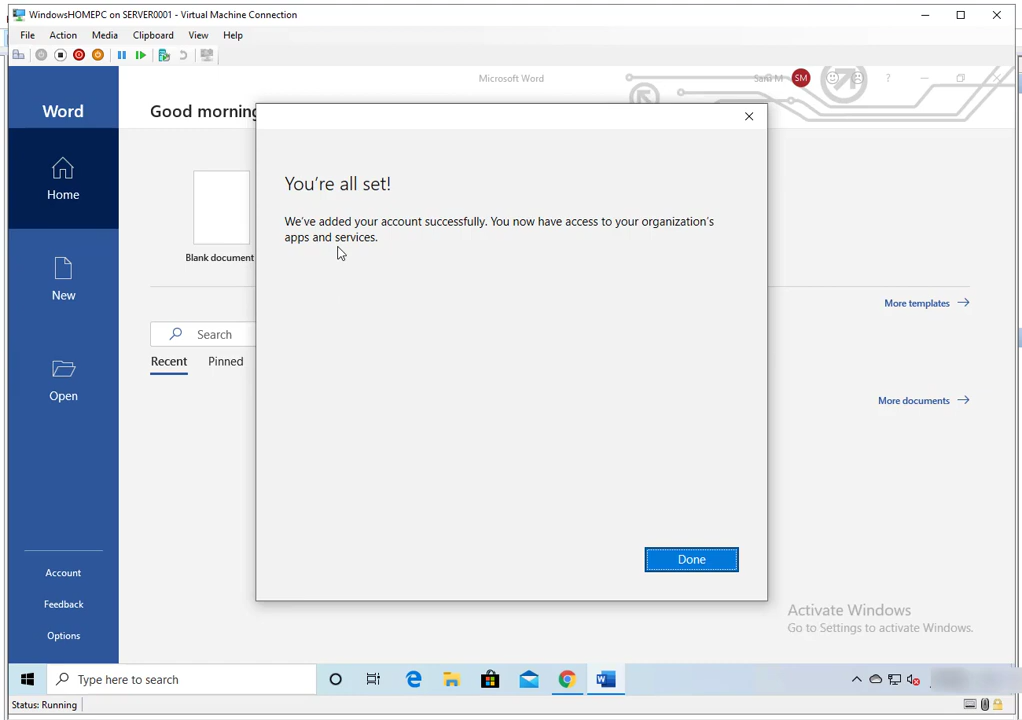 WindowsHOMEPC on SERVER0001 - Virtual Machine Connection
File Action Media Clipboard View Help
Word
Microsoft Word
Sam M
SM
?
Good morning
Home
New
Open
Account
Feedback
Options
Blank document
More templates
Search
Recent Pinned
More documents
You're all set!
We've added your account successfully. You now have access to your organization's
apps and services.
Done
Activate Windows
Go to Settings to activate Windows.
Type here to search
Status: Running